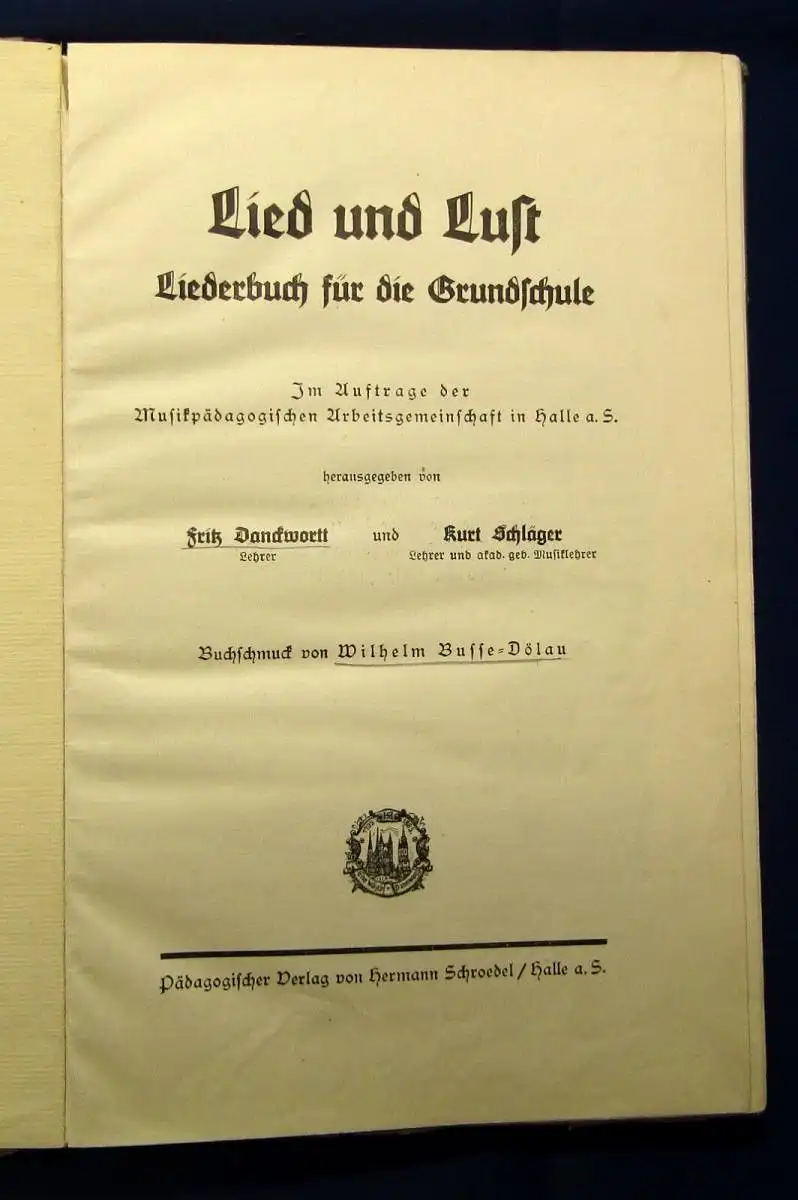 Lied und Lust
Liederbuch für die Grundschule
Im Auftrage der
Musikpädagogischen Arbeitsgemeinschaft in Halle a. S.
herausgegeben von
Fritz Danckwortt und Kurt Schläger
Lehrer Lehrer und akad. geb. Musiklehrer
Buchschmuck von Wilhelm Busse-Dölau
Pädagogischer Verlag von Hermann Schroedel / Halle a. S.